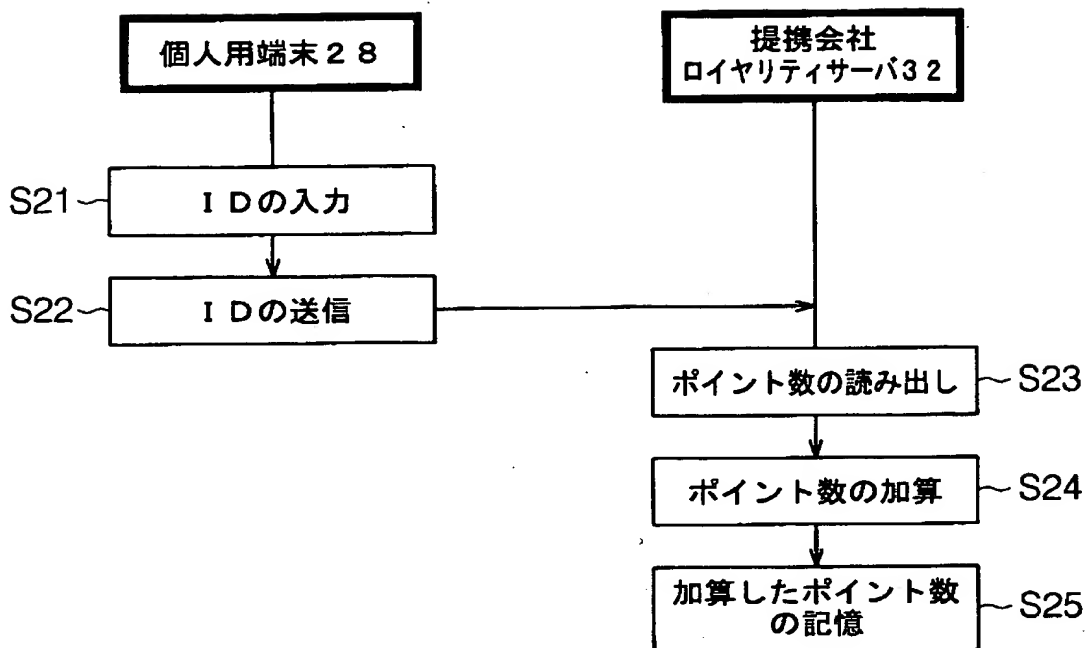 個人用端末２８
提携会社
ロイヤリティサーバ３２
S21
ＩＤの入力
S22
ＩＤの送信
ポイント数の読み出し
S23
ポイント数の加算
S24
加算したポイント数
の記憶
S25